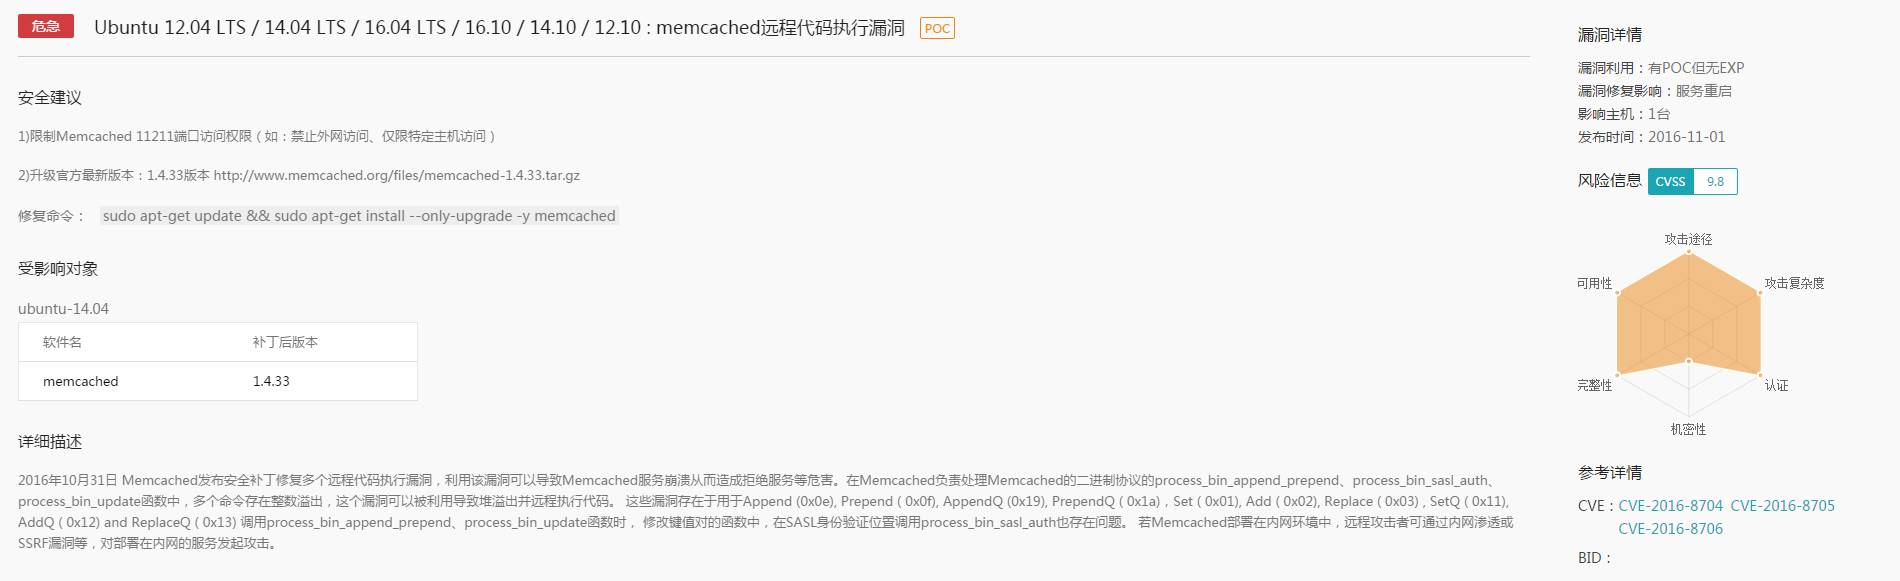 危急 Ubuntu 12.04 LTS / 14.04 LTS / 16.04 LTS / 16.10 / 14.10 / 12.10 : memcached远程代码执行漏洞 POC
安全建议
1)限制Memcached 11211端口访问权限（如：禁止外网访问、仅限特定主机访问）
2)升级官方最新版本：1.4.33版本 http://www.memcached.org/files/memcached-1.4.33.tar.gz
修复命令： sudo apt-get update && sudo apt-get install --only-upgrade -y memcached
受影响对象
ubuntu-14.04
软件名 补丁后版本
memcached 1.4.33
详细描述
2016年10月31日 Memcached发布安全补丁修复多个远程代码执行漏洞，利用该漏洞可以导致Memcached服务崩溃从而造成拒绝服务等危害。在Memcached负责处理Memcached的二进制协议的process_bin_append_prepend、process_bin_sasl_auth、
process_bin_update函数中，多个命令存在整数溢出，这个漏洞可以被利用导致堆溢出并远程执行代码。 这些漏洞存在于用于Append (0x0e), Prepend ( 0x0f), AppendQ (0x19), PrependQ ( 0x1a)，Set ( 0x01), Add ( 0x02), Replace ( 0x03) , SetQ ( 0x11),
AddQ ( 0x12) and ReplaceQ ( 0x13) 调用process_bin_append_prepend、process_bin_update函数时， 修改键值对的函数中，在SASL身份验证位置调用process_bin_sasl_auth也存在问题。 若Memcached部署在内网环境中，远程攻击者可通过内网渗透或
SSRF漏洞等，对部署在内网的服务发起攻击。
漏洞详情
漏洞利用：有POC但无EXP
漏洞修复影响：服务重启
影响主机：1台
发布时间：2016-11-01
风险信息 CVSS 9.8
攻击途径
可用性 攻击复杂度
完整性 认证
机密性
参考详情
CVE：CVE-2016-8704 CVE-2016-8705
CVE-2016-8706
BID：